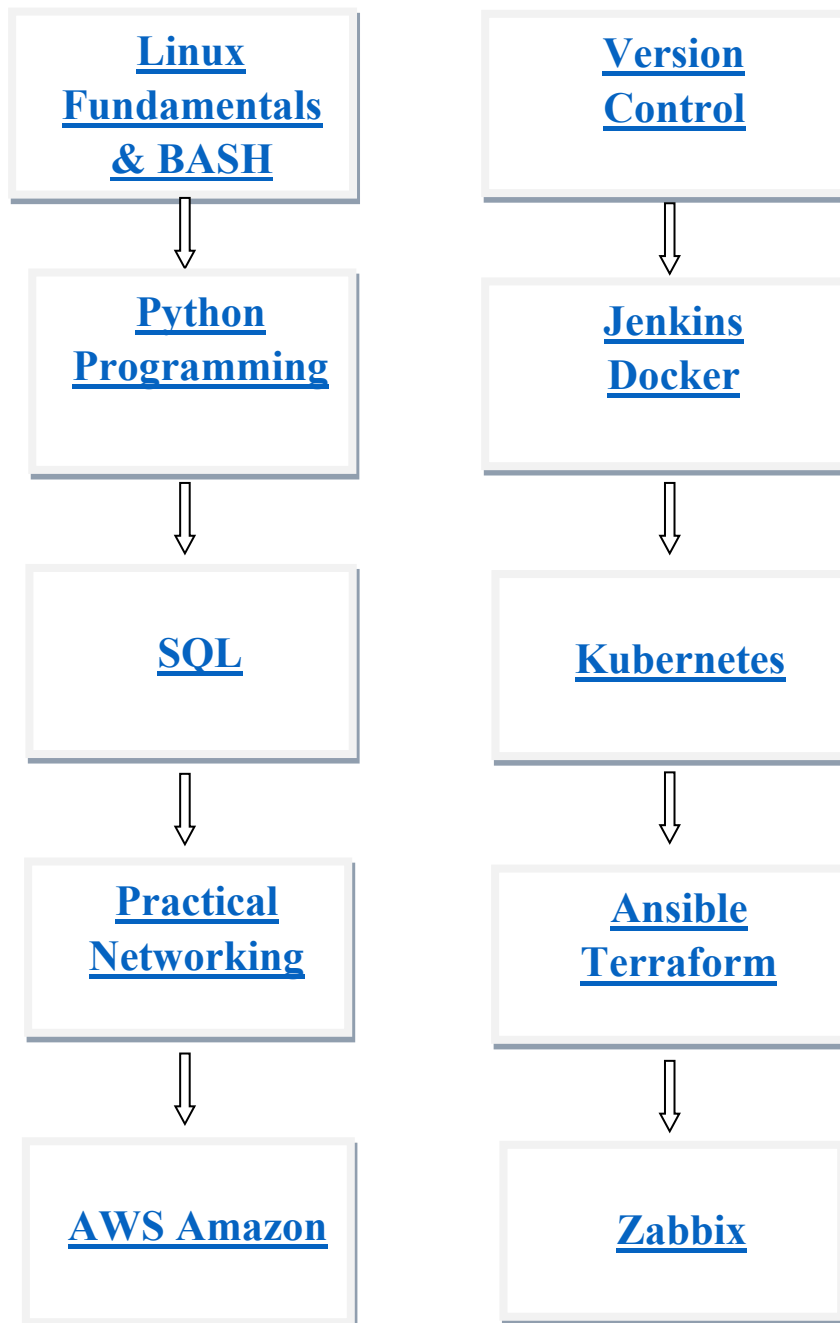 Linux
Fundamentals
& BASH
Python
Programming
SQL
Practical
Networking
AWS Amazon
Version
Control
Jenkins
Docker
Kubernetes
Ansible
Terraform
Zabbix